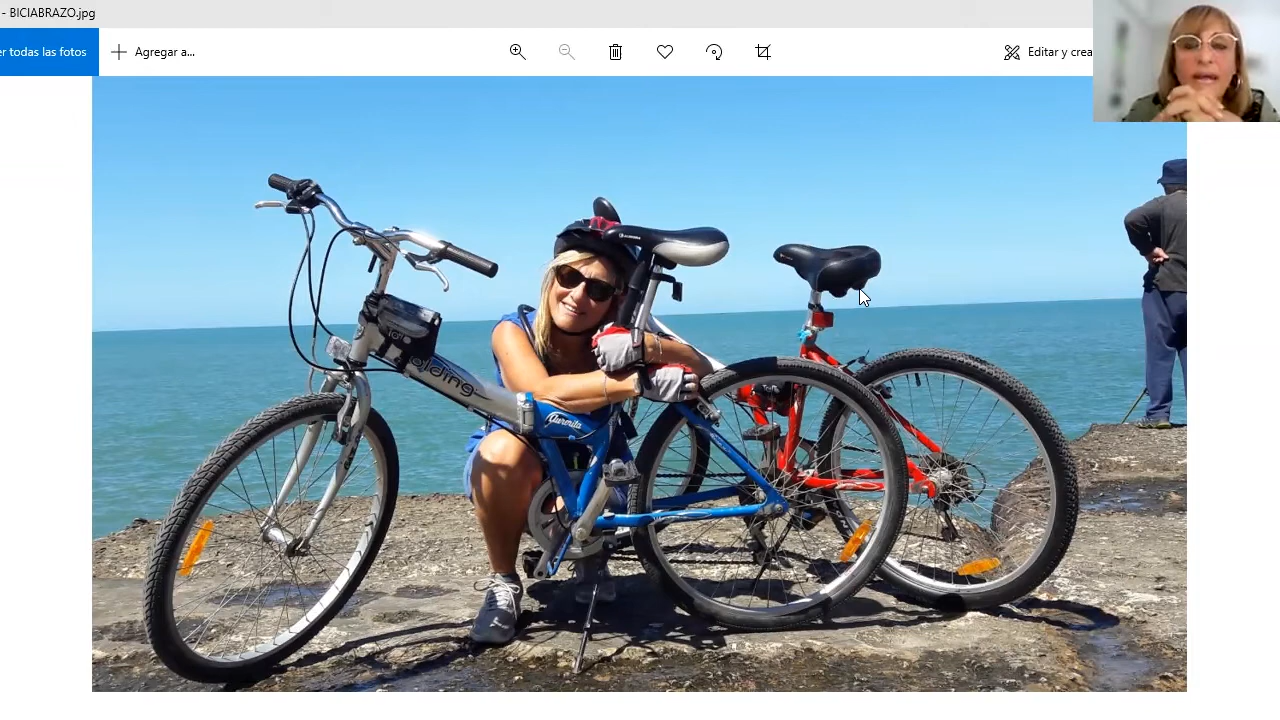 - BICIABRAZO.jpg
er todas las fotos
Agregar a...
Editar y crea
olding
Aurorita